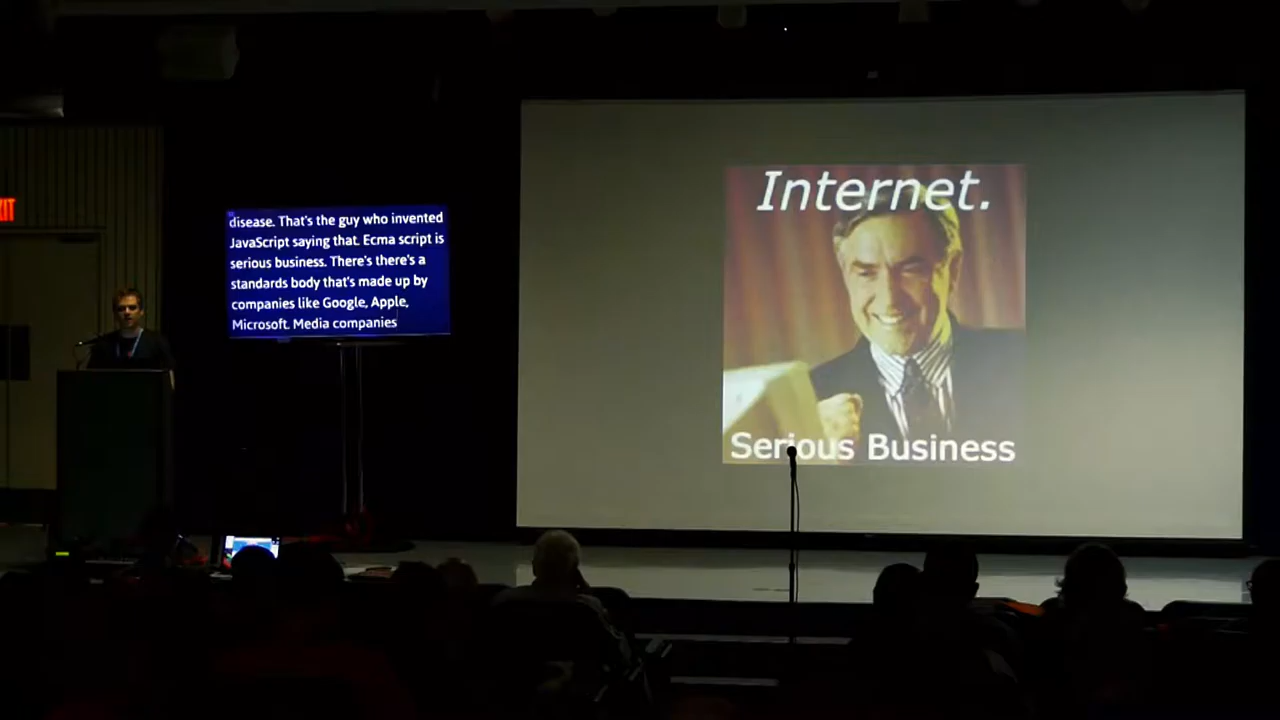 XIT
disease. That's the guy who invented
JavaScript saying that. Ecma script is
serious business. There's there's a
standards body that's made up by
companies like Google, Apple,
Microsoft. Media companies
Internet.
Serious Business